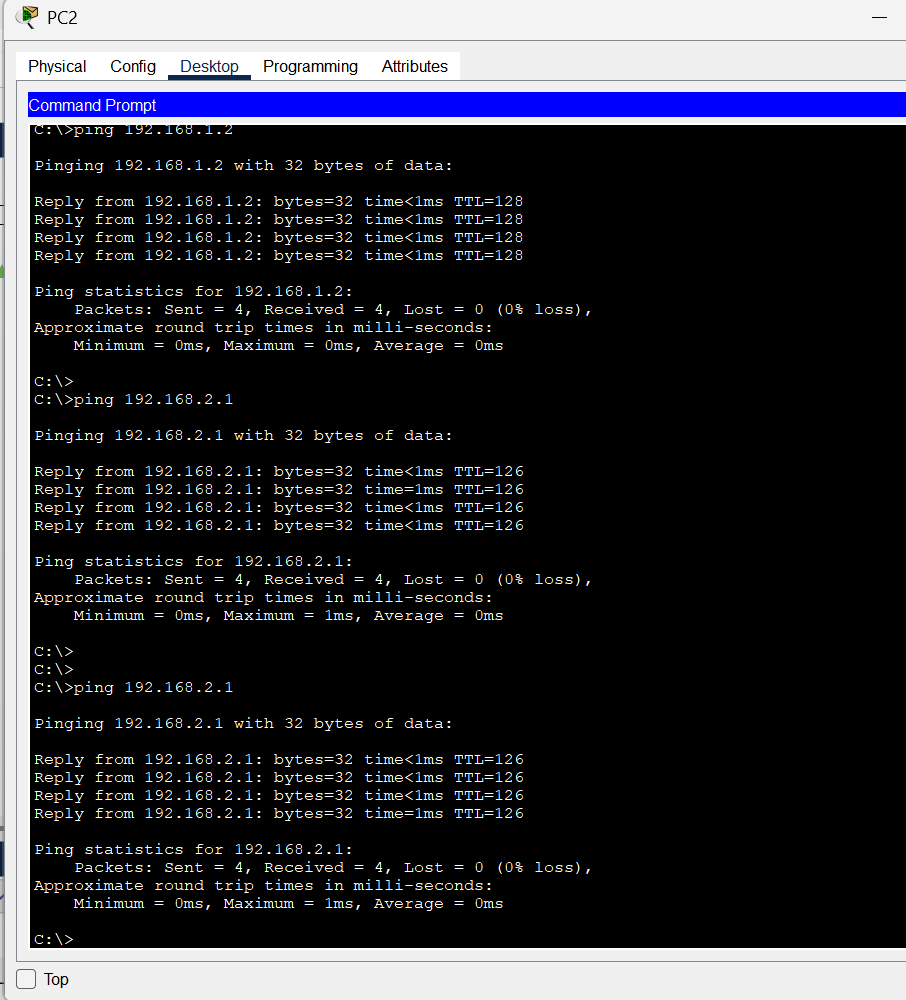 PC2
Physical Config Desktop Programming Attributes
Command Prompt
C:\>ping 192.168.1.2
Pinging 192.168.1.2 with 32 bytes of data:
Reply from 192.168.1.2: bytes=32 time<1ms TTL=128
Reply from 192.168.1.2: bytes=32 time<1ms TTL=128
Reply from 192.168.1.2: bytes=32 time<1ms TTL=128
Reply from 192.168.1.2: bytes=32 time<1ms TTL=128
Ping statistics for 192.168.1.2:
    Packets: Sent = 4, Received = 4, Lost = 0 (0% loss),
Approximate round trip times in milli-seconds:
    Minimum = 0ms, Maximum = 0ms, Average = 0ms
C:\>
C:\>ping 192.168.2.1
Pinging 192.168.2.1 with 32 bytes of data:
Reply from 192.168.2.1: bytes=32 time<1ms TTL=126
Reply from 192.168.2.1: bytes=32 time=1ms TTL=126
Reply from 192.168.2.1: bytes=32 time<1ms TTL=126
Reply from 192.168.2.1: bytes=32 time<1ms TTL=126
Ping statistics for 192.168.2.1:
    Packets: Sent = 4, Received = 4, Lost = 0 (0% loss),
Approximate round trip times in milli-seconds:
    Minimum = 0ms, Maximum = 1ms, Average = 0ms
C:\>
C:\>
C:\>ping 192.168.2.1
Pinging 192.168.2.1 with 32 bytes of data:
Reply from 192.168.2.1: bytes=32 time<1ms TTL=126
Reply from 192.168.2.1: bytes=32 time<1ms TTL=126
Reply from 192.168.2.1: bytes=32 time<1ms TTL=126
Reply from 192.168.2.1: bytes=32 time=1ms TTL=126
Ping statistics for 192.168.2.1:
    Packets: Sent = 4, Received = 4, Lost = 0 (0% loss),
Approximate round trip times in milli-seconds:
    Minimum = 0ms, Maximum = 1ms, Average = 0ms
C:\>
Top